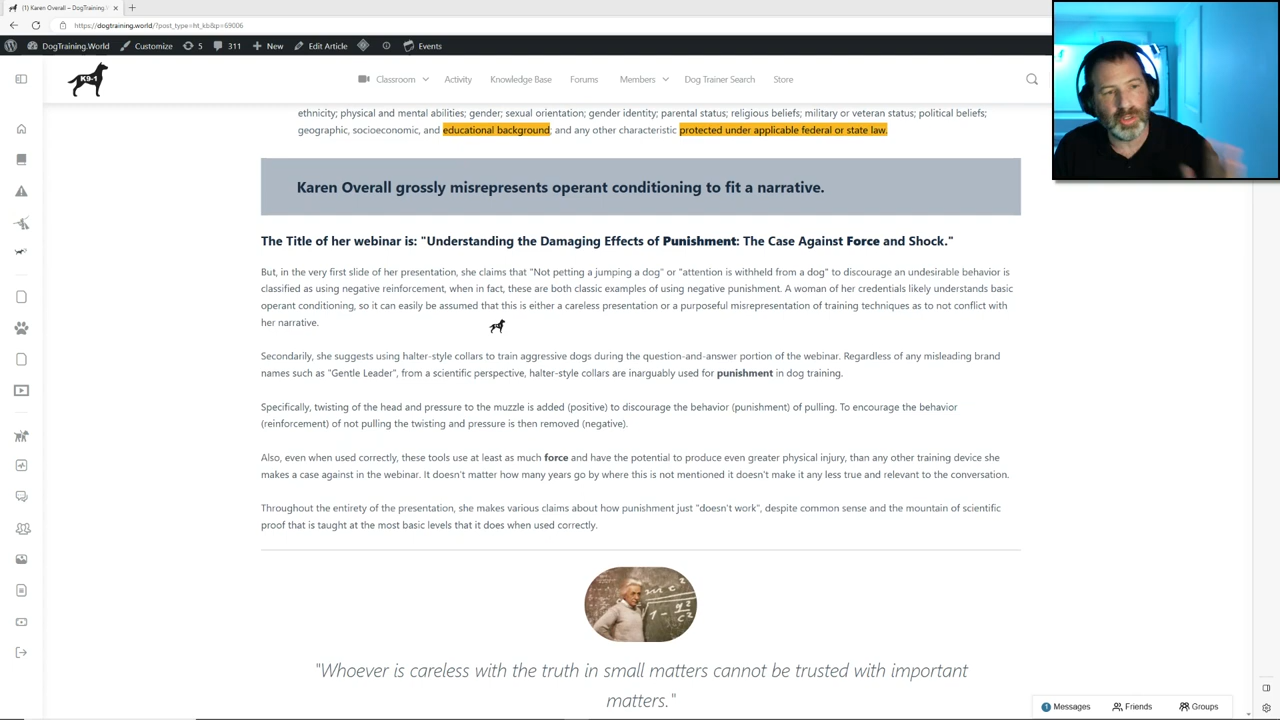 (1) Karen Overall – DogTraining.
https://dogtraining.world/?post_type=ht_kb&p=69006
DogTraining.World Customize 5 311 New Edit Article Events
K9-1 Classroom Activity Knowledge Base Forums Members Dog Trainer Search Store
ethnicity; physical and mental abilities; gender; sexual orientation; gender identity; parental status; religious beliefs; military or veteran status; political beliefs;
geographic, socioeconomic, and educational background; and any other characteristic protected under applicable federal or state law.
Karen Overall grossly misrepresents operant conditioning to fit a narrative.
The Title of her webinar is: "Understanding the Damaging Effects of Punishment: The Case Against Force and Shock."
But, in the very first slide of her presentation, she claims that "Not petting a jumping a dog" or "attention is withheld from a dog" to discourage an undesirable behavior is
classified as using negative reinforcement, when in fact, these are both classic examples of using negative punishment. A woman of her credentials likely understands basic
operant conditioning, so it can easily be assumed that this is either a careless presentation or a purposeful misrepresentation of training techniques as to not conflict with
her narrative.
Secondarily, she suggests using halter-style collars to train aggressive dogs during the question-and-answer portion of the webinar. Regardless of any misleading brand
names such as "Gentle Leader", from a scientific perspective, halter-style collars are inarguably used for punishment in dog training.
Specifically, twisting of the head and pressure to the muzzle is added (positive) to discourage the behavior (punishment) of pulling. To encourage the behavior
(reinforcement) of not pulling the twisting and pressure is then removed (negative).
Also, even when used correctly, these tools use at least as much force and have the potential to produce even greater physical injury, than any other training device she
makes a case against in the webinar. It doesn't matter how many years go by where this is not mentioned it doesn't make it any less true and relevant to the conversation.
Throughout the entirety of the presentation, she makes various claims about how punishment just "doesn't work", despite common sense and the mountain of scientific
proof that is taught at the most basic levels that it does when used correctly.
"Whoever is careless with the truth in small matters cannot be trusted with important
matters."
1 Messages Friends Groups